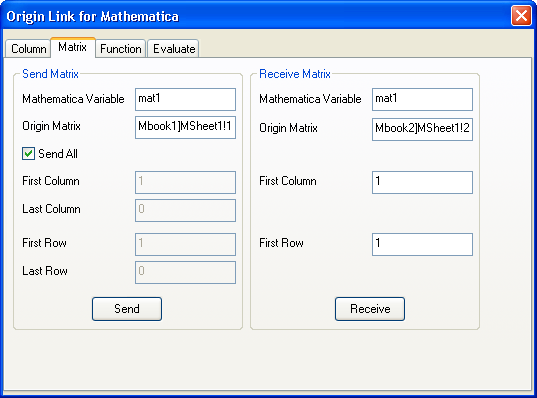 Origin Link for Mathematica
Column Matrix Function Evaluate
Send Matrix
Mathematica Variable mat1
Origin Matrix Mbook1]MSheet1!1
Send All
First Column 1
Last Column 0
First Row 1
Last Row 0
Send
Receive Matrix
Mathematica Variable mat1
Origin Matrix Mbook2]MSheet1!2
First Column 1
First Row 1
Receive